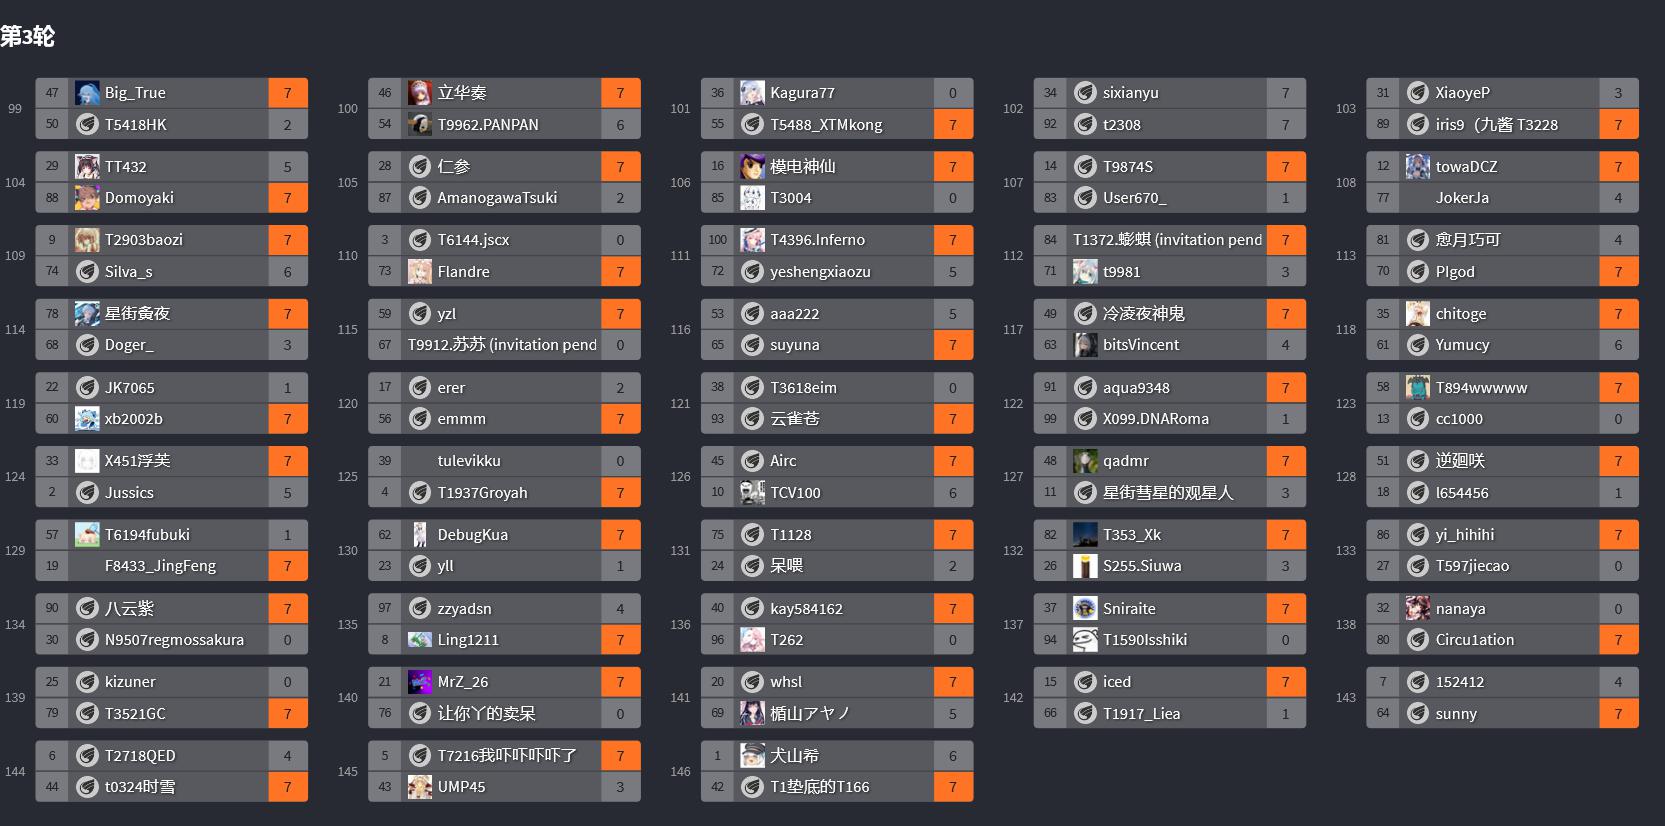 第3轮
99
47 Big_True 7
50 T5418HK 2
100
46 立华奏 7
54 T9962.PANPAN 6
101
36 Kagura77 0
55 T5488_XTMkong 7
102
34 sixianyu 7
92 t2308 7
103
31 XiaoyeP 3
89 iris9（九酱 T3228 7
104
29 TT432 5
88 Domoyaki 7
105
28 仁参 7
87 AmanogawaTsuki 2
106
16 模电神仙 7
85 T3004 0
107
14 T9874S 7
83 User670_ 1
108
12 towaDCZ 7
77 JokerJa 4
109
9 T2903baozi 7
74 Silva_s 6
110
3 T6144.jscx 0
73 Flandre 7
111
100 T4396.Inferno 7
72 yeshengxiaozu 5
112
84 T1372.蟛蜞 (invitation pend 7
71 t9981 3
113
81 愈月巧可 4
70 PIgod 7
114
78 星街夤夜 7
68 Doger_ 3
115
59 yzl 7
67 T9912.苏苏 (invitation pend 0
116
53 aaa222 5
65 suyuna 7
117
49 冷凌夜神鬼 7
63 bitsVincent 4
118
35 chitoge 7
61 Yumucy 6
119
22 JK7065 1
60 xb2002b 7
120
17 erer 2
56 emmm 7
121
38 T3618eim 0
93 云雀苍 7
122
91 aqua9348 7
99 X099.DNARoma 1
123
58 T894wwwww 7
13 cc1000 0
124
33 X451浮芙 7
2 Jussics 5
125
39 tulevikku 0
4 T1937Groyah 7
126
45 Airc 7
10 TCV100 6
127
48 qadmr 7
11 星街彗星的观星人 3
128
51 逆廻咲 7
18 l654456 1
129
57 T6194fubuki 1
19 F8433_JingFeng 7
130
62 DebugKua 7
23 yll 1
131
75 T1128 7
24 呆喂 2
132
82 T353_Xk 7
26 S255.Siuwa 3
133
86 yi_hihihi 7
27 T597jiecao 0
134
90 八云紫 7
30 N9507regmossakura 0
135
97 zzyadsn 4
8 Ling1211 7
136
40 kay584162 7
96 T262 0
137
37 Sniraite 7
94 T1590Isshiki 0
138
32 nanaya 0
80 Circu1ation 7
139
25 kizuner 0
79 T3521GC 7
140
21 MrZ_26 7
76 让你丫的卖呆 0
141
20 whsl 7
69 楯山アヤノ 5
142
15 iced 7
66 T1917_Liea 1
143
7 152412 4
64 sunny 7
144
6 T2718QED 4
44 t0324时雪 7
145
5 T7216我吓吓吓吓了 7
43 UMP45 3
146
1 犬山希 6
42 T1垫底的T166 7